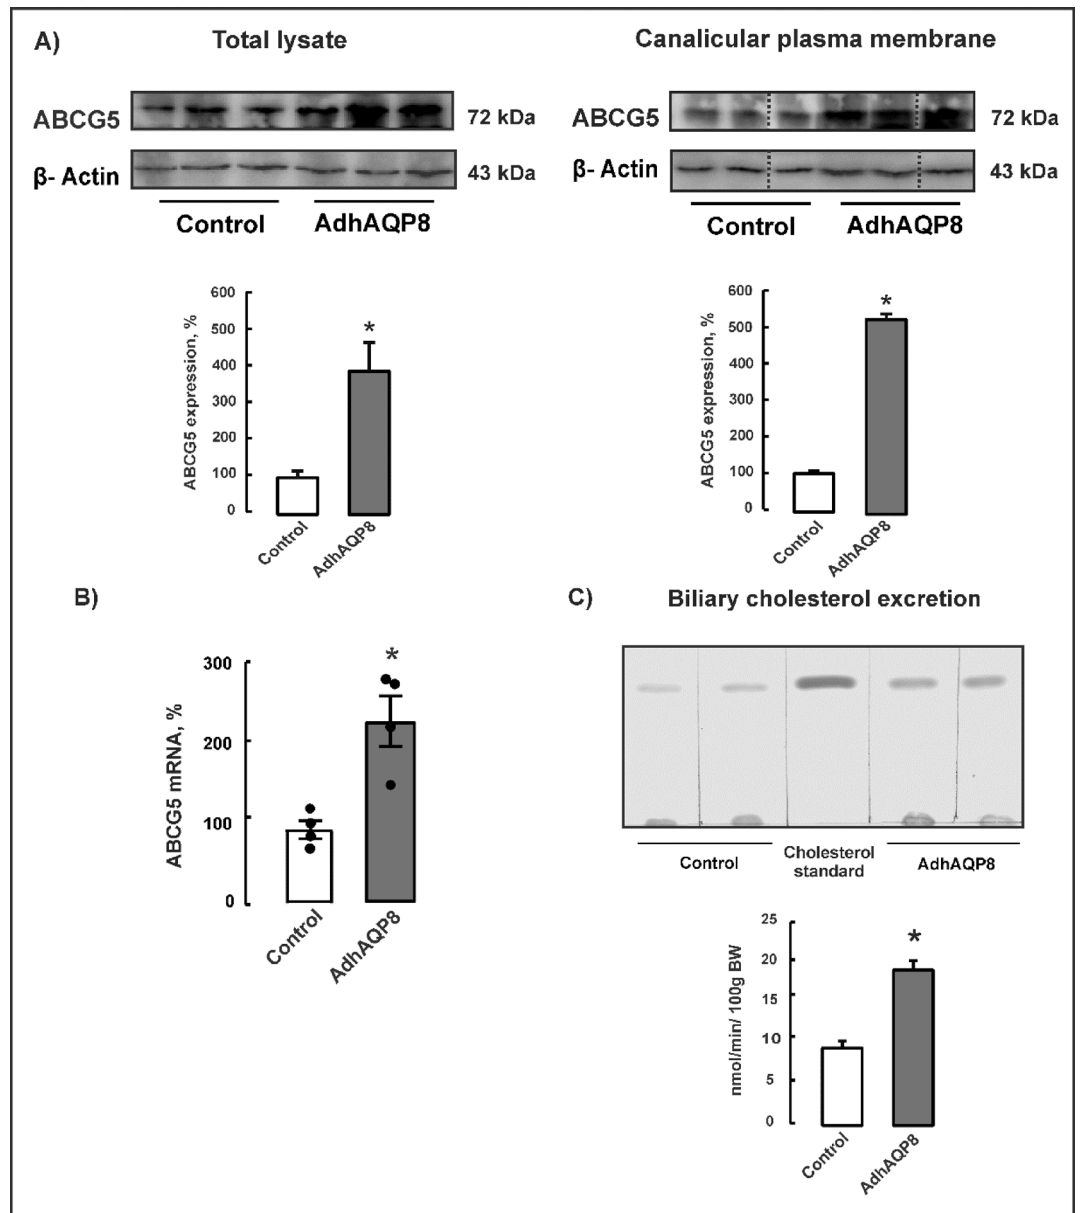 A)
Total lysate
Canalicular plasma membrane
ABCG5
72 kDa
β- Actin
43 kDa
Control
AdhAQP8
ABCG5
72 kDa
β- Actin
43 kDa
Control
AdhAQP8
ABCG5 expression, %
600
500
400
300
200
100
0
*
Control
AdhAQP8
ABCG5 expression, %
600
500
400
300
200
100
0
*
Control
AdhAQP8
B)
ABCG5 mRNA, %
300
200
100
0
*
Control
AdhAQP8
C)
Biliary cholesterol excretion
Control
Cholesterol
standard
AdhAQP8
nmol/min/ 100g BW
25
20
15
10
5
0
*
Control
AdhAQP8